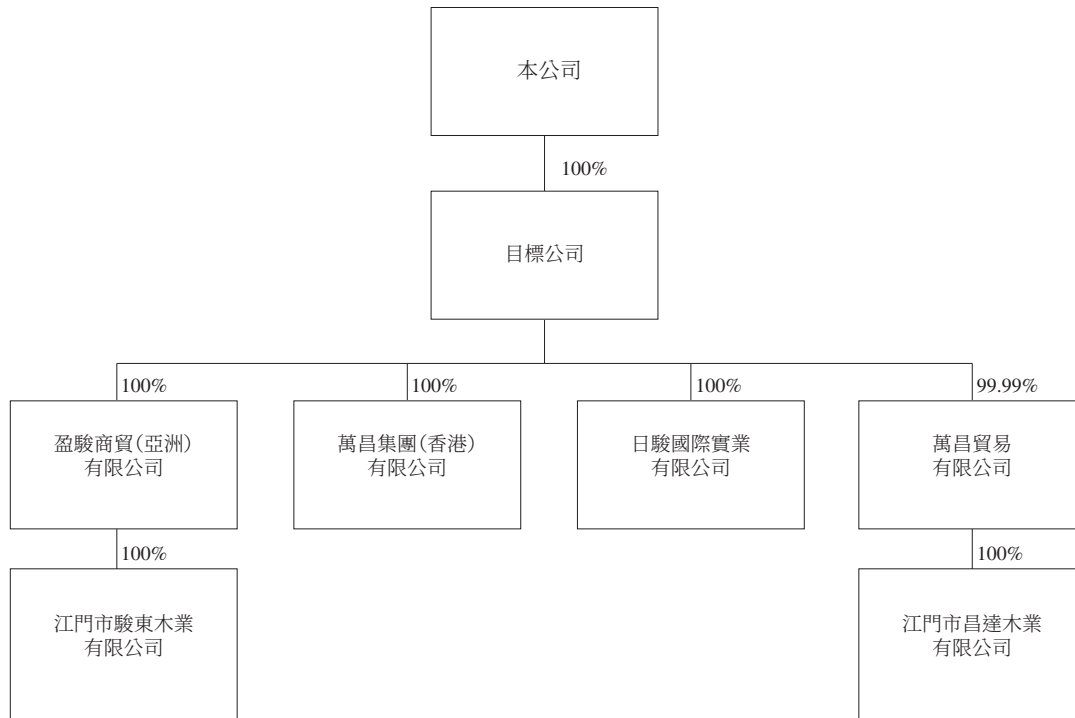 本公司
100%
目標公司
100%
100%
100%
99.99%
盈駿商貿(亞洲)
有限公司
萬昌集團(香港)
有限公司
日駿國際實業
有限公司
萬昌貿易
有限公司
100%
100%
江門市駿東木業
有限公司
江門市昌達木業
有限公司